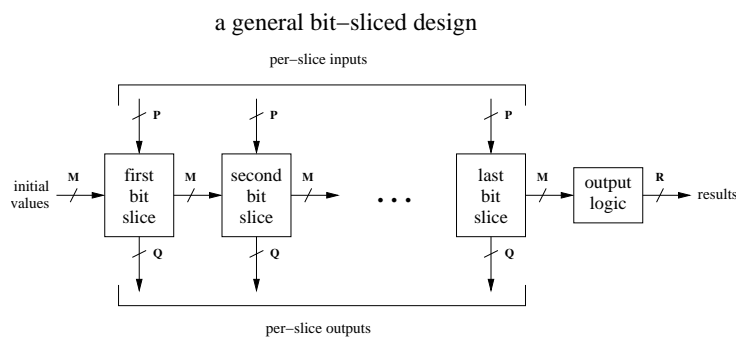 a general bit−sliced design
per−slice inputs
P P P
initial values
M
first bit slice
M
second bit slice
M
. . .
last bit slice
M
output logic
R
results
Q Q Q
per−slice outputs